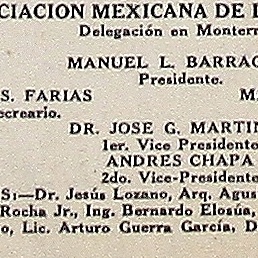 CIACION MEXICANA DE
Delegación en Monterr
MANUEL L. BARRAG
Presidente.
S. FARIAS
M
ecreario.
DR. JOSE G. MARTIN
1er. Vice Presidente
ANDRES CHAPA
2do. Vice-Presidente
S:—Dr. Jesús Lozano, Arq. Agus
Rocha Jr., Ing. Bernardo Elosúa,
o, Lic. Arturo Guerra García, D